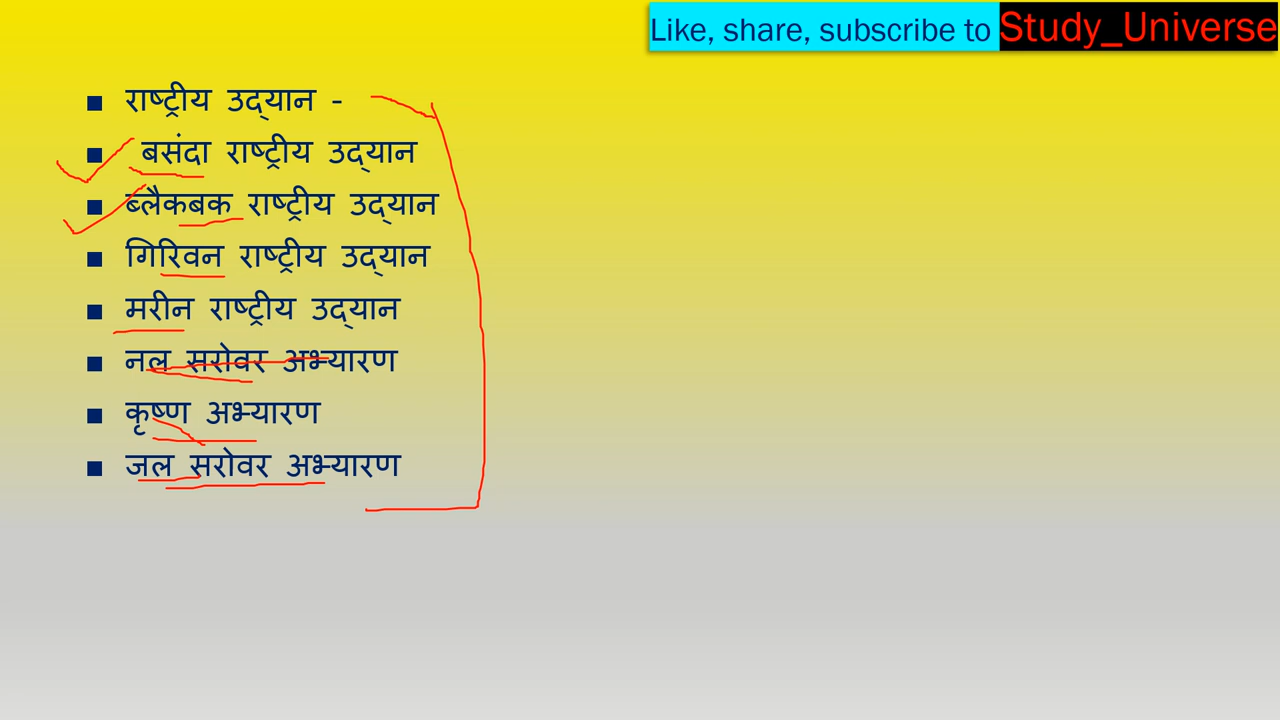 Like, share, subscribe to Study_Universe
राष्ट्रीय उद्यान -
बसंदा राष्ट्रीय उद्यान
ब्लैकबक राष्ट्रीय उद्यान
गिरिवन राष्ट्रीय उद्यान
मरीन राष्ट्रीय उद्यान
नल सरोवर अभ्यारण
कृष्ण अभ्यारण
जल सरोवर अभ्यारण